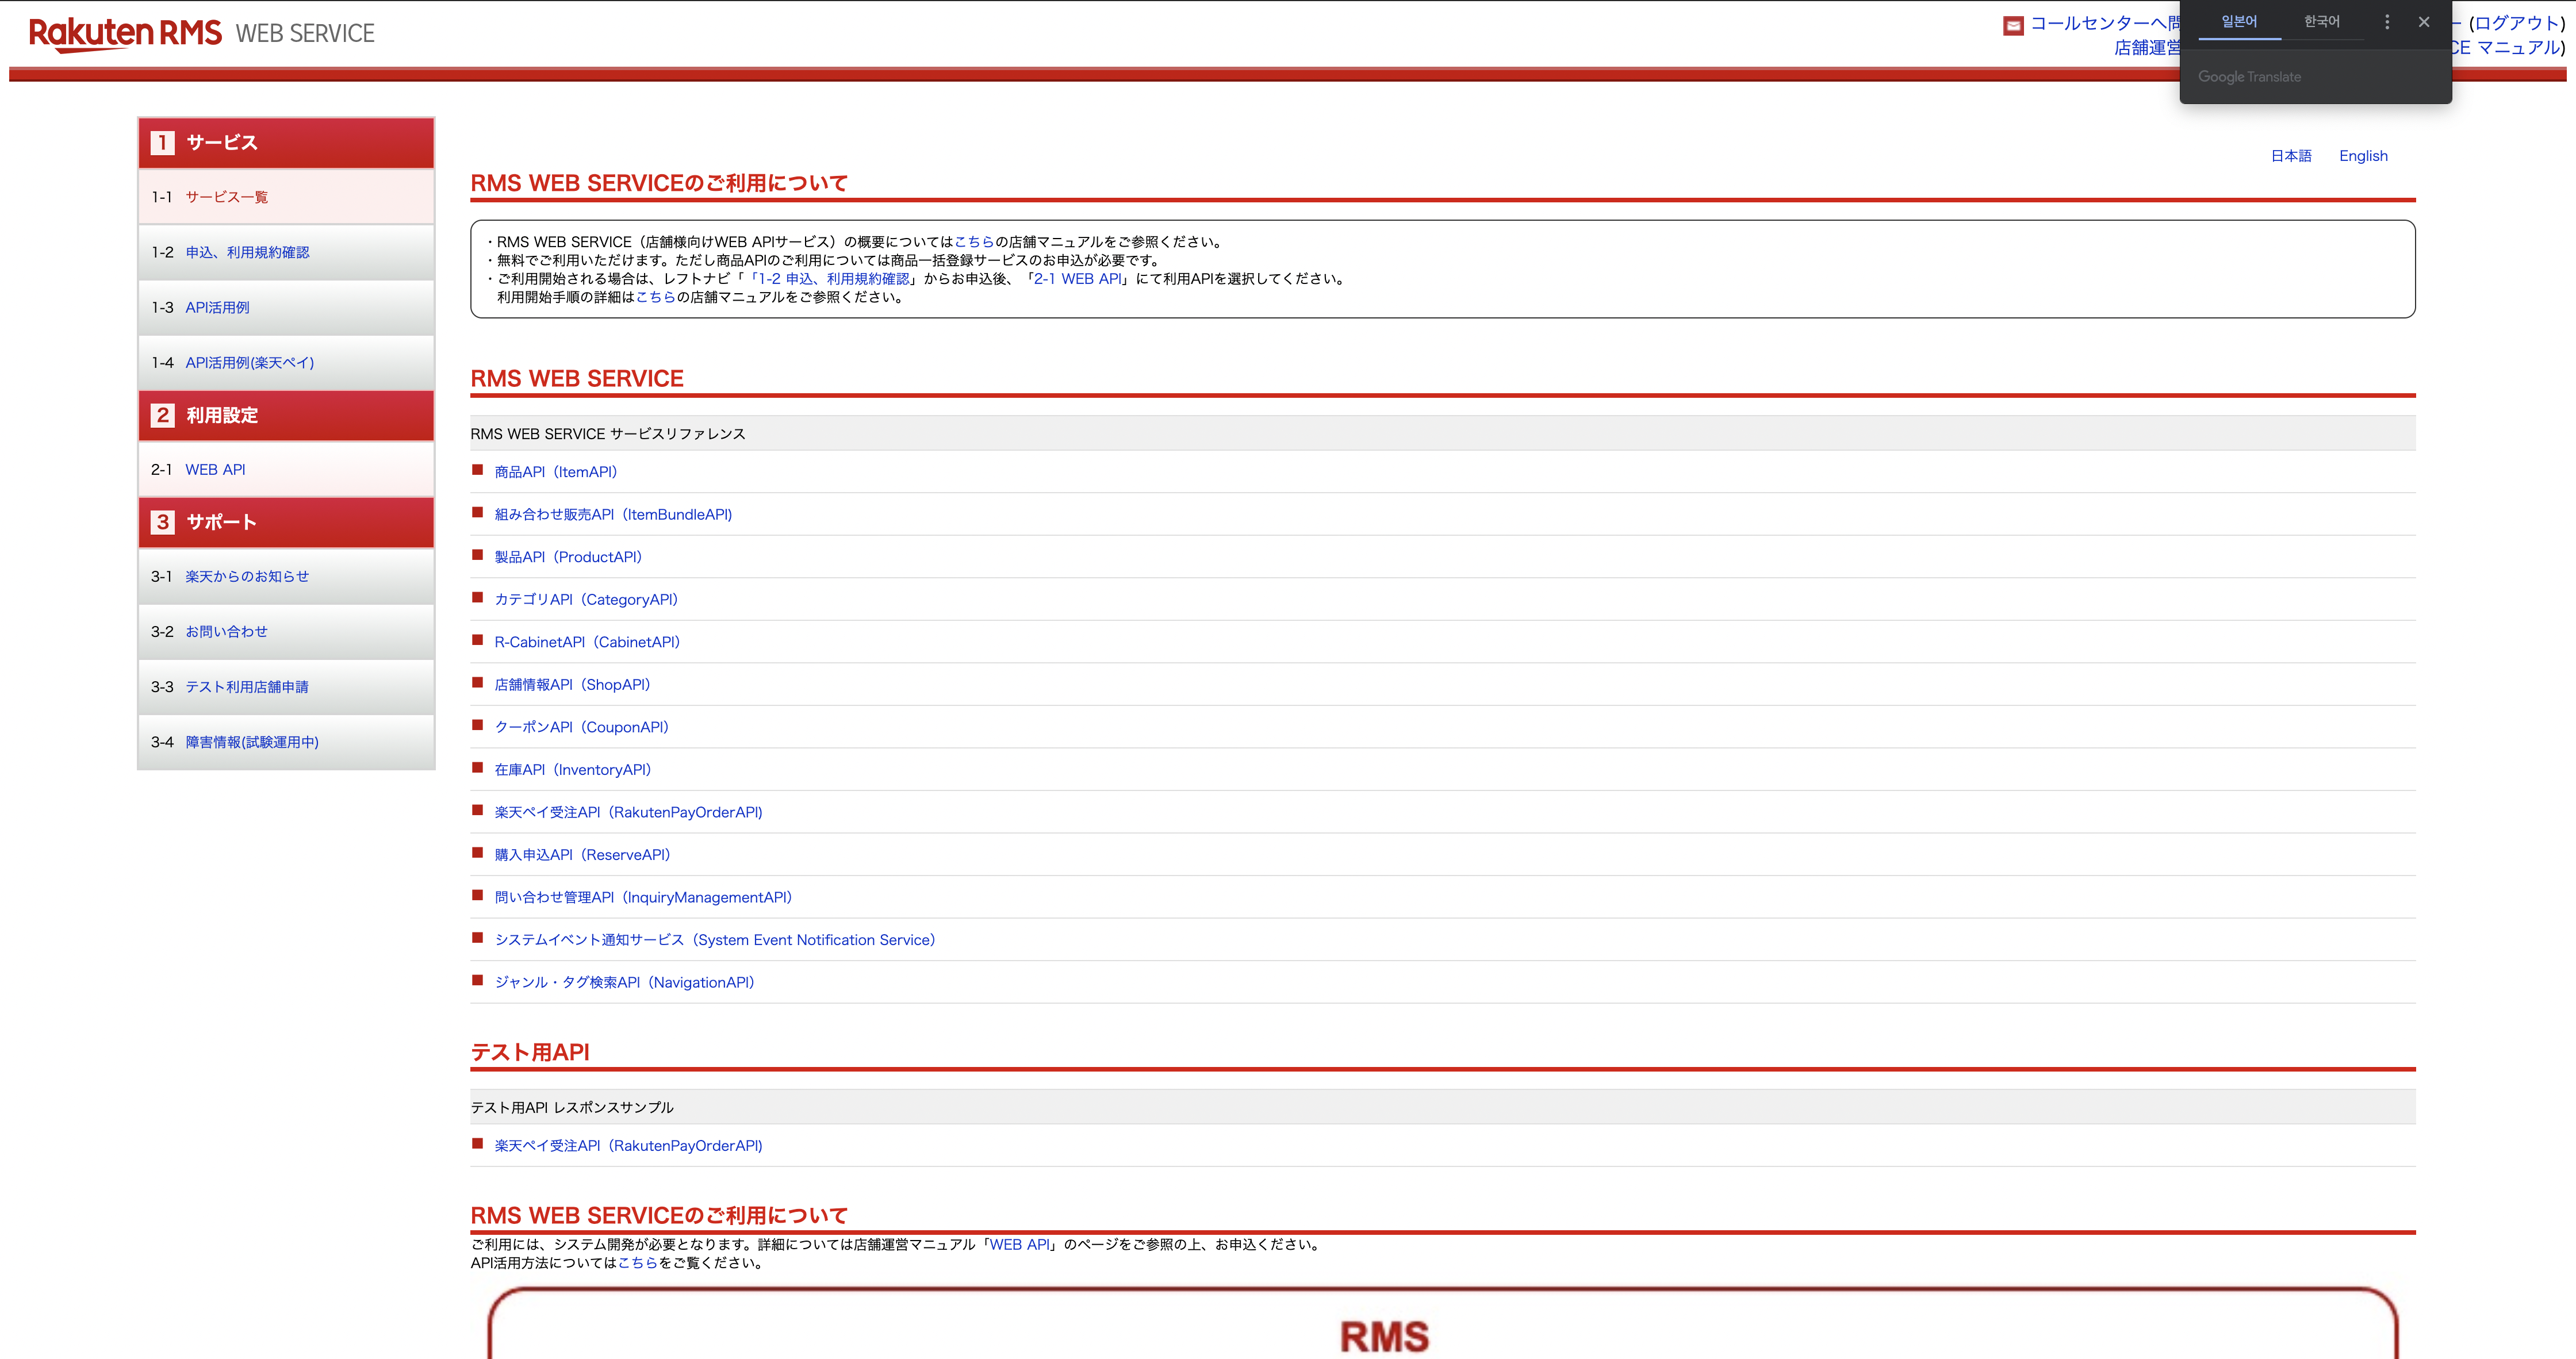 Rakuten RMS WEB SERVICE
コールセンターへ問
(ログアウト)
店舗運営
CE マニュアル)
일본어 한국어
Google Translate
1 サービス
1-1 サービス一覧
1-2 申込、利用規約確認
1-3 API活用例
1-4 API活用例(楽天ペイ)
2 利用設定
2-1 WEB API
3 サポート
3-1 楽天からのお知らせ
3-2 お問い合わせ
3-3 テスト利用店舗申請
3-4 障害情報(試験運用中)
日本語 English
RMS WEB SERVICEのご利用について
・RMS WEB SERVICE（店舗様向けWEB APIサービス）の概要についてはこちらの店舗マニュアルをご参照ください。
・無料でご利用いただけます。ただし商品APIのご利用については商品一括登録サービスのお申込が必要です。
・ご利用開始される場合は、レフトナビ「「1-2 申込、利用規約確認」からお申込後、「2-1 WEB API」にて利用APIを選択してください。
利用開始手順の詳細はこちらの店舗マニュアルをご参照ください。
RMS WEB SERVICE
RMS WEB SERVICE サービスリファレンス
商品API（ItemAPI）
組み合わせ販売API（ItemBundleAPI)
製品API（ProductAPI）
カテゴリAPI（CategoryAPI）
R-CabinetAPI（CabinetAPI）
店舗情報API（ShopAPI）
クーポンAPI（CouponAPI）
在庫API（InventoryAPI）
楽天ペイ受注API（RakutenPayOrderAPI)
購入申込API（ReserveAPI）
問い合わせ管理API（InquiryManagementAPI）
システムイベント通知サービス（System Event Notification Service）
ジャンル・タグ検索API（NavigationAPI）
テスト用API
テスト用API レスポンスサンプル
楽天ペイ受注API（RakutenPayOrderAPI)
RMS WEB SERVICEのご利用について
ご利用には、システム開発が必要となります。詳細については店舗運営マニュアル「WEB API」のページをご参照の上、お申込ください。
API活用方法についてはこちらをご覧ください。
RMS